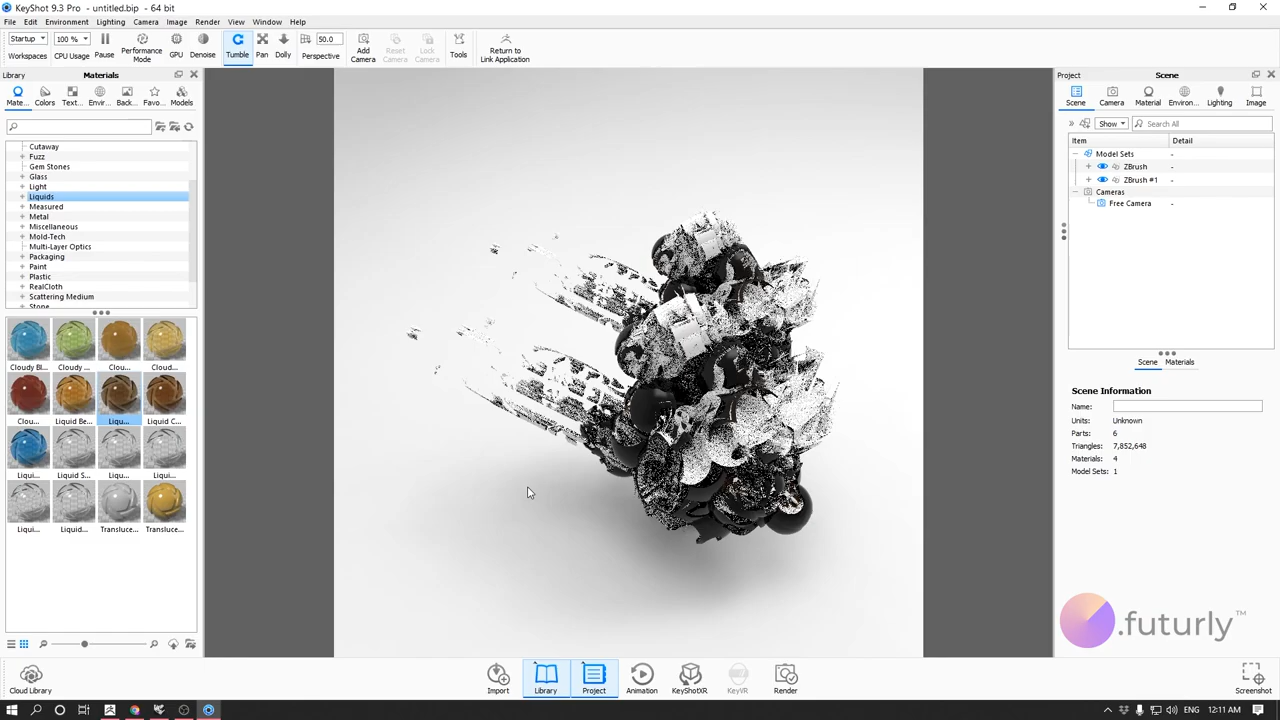 KeyShot 9.3 Pro - untitled.bip - 64 bit
File Edit Environment Lighting Camera Image Render View Window Help
Startup 100 % 50.0
Workspaces CPU Usage Pause Performance Mode GPU Denoise Tumble Pan Dolly Perspective Add Camera Reset Camera Lock Camera Tools Return to Link Application
Library Materials
Mate... Colors Text... Envir... Back... Favo... Models
Cutaway
Fuzz
Gem Stones
Glass
Light
Liquids
Measured
Metal
Miscellaneous
Mold-Tech
Multi-Layer Optics
Packaging
Paint
Plastic
RealCloth
Scattering Medium
Stone
Cloudy Bl... Cloudy ... Clou... Cloud...
Clou... Liquid Be... Liqu... Liquid C...
Liqui... Liquid S... Liqu... Liqui...
Liqui... Liquid... Transluce... Transluce...
Project Scene
Scene Camera Material Environ... Lighting Image
Show Search All
Item Detail
Model Sets -
ZBrush -
ZBrush #1 -
Cameras -
Free Camera -
Scene Materials
Scene Information
Name:
Units: Unknown
Parts: 6
Triangles: 7,852,648
Materials: 4
Model Sets: 1
.futurly™
Cloud Library Import Library Project Animation KeyShotXR KeyVR Render Screenshot
ENG 12:11 AM